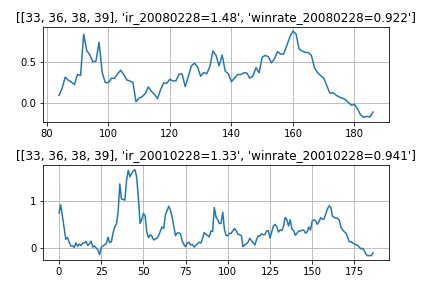 [[33, 36, 38, 39], 'ir_20080228=1.48', 'winrate_20080228=0.922']
0.5
0.0
80 100 120 140 160 180
[[33, 36, 38, 39], 'ir_20010228=1.33', 'winrate_20010228=0.941']
1
0
0 25 50 75 100 125 150 175